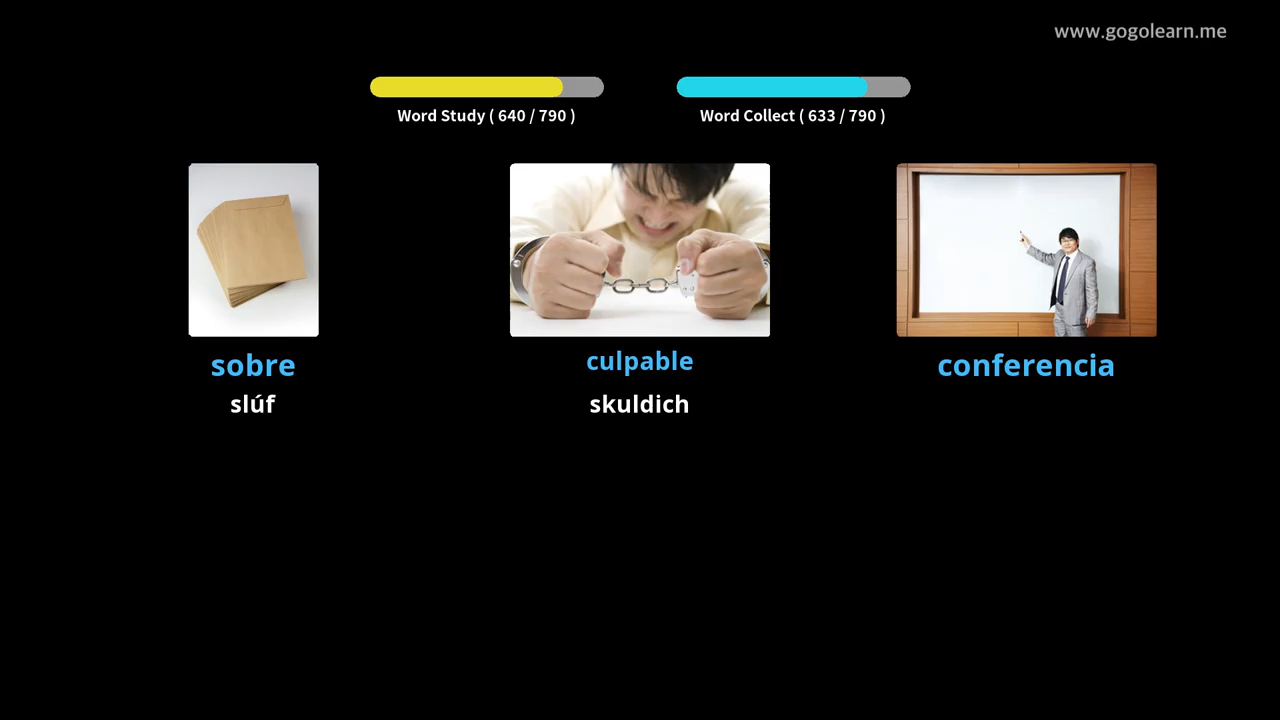 www.gogolearn.me
Word Study ( 640 / 790 )
Word Collect ( 633 / 790 )
sobre
culpable
conferencia
slúf
skuldich